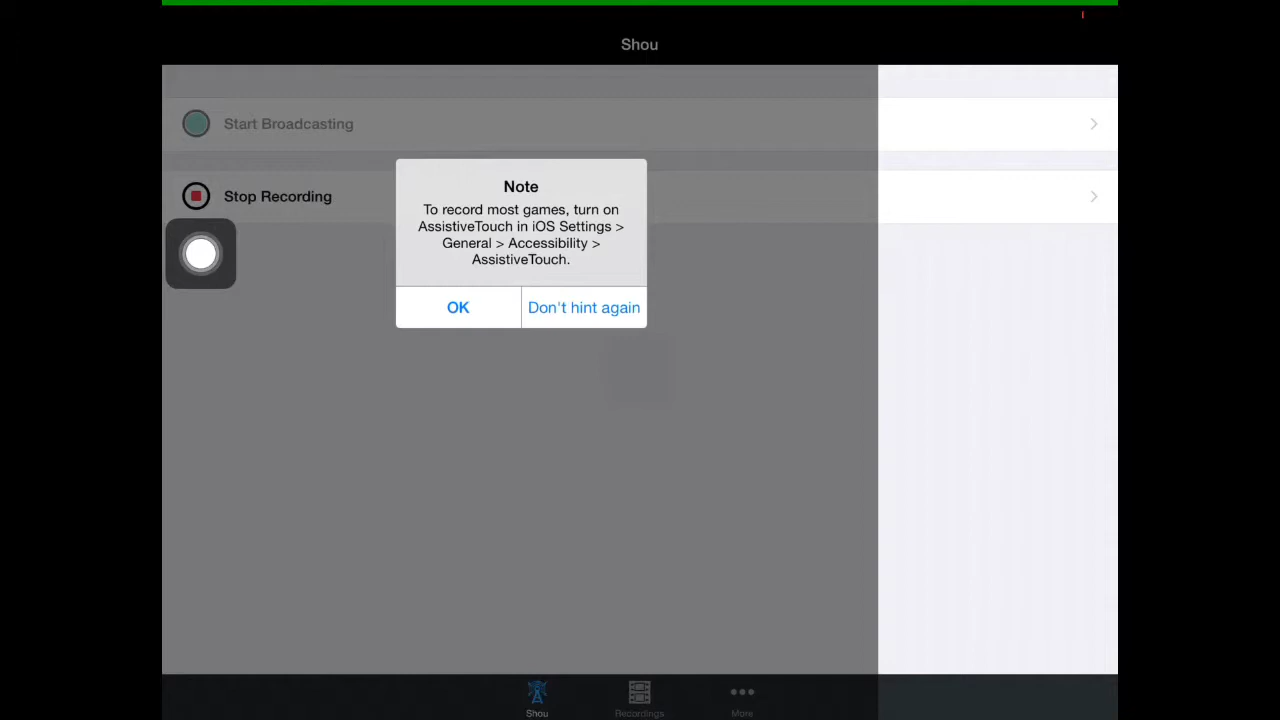 Shou
Start Broadcasting
Stop Recording
Note
To record most games, turn on
AssistiveTouch in iOS Settings >
General > Accessibility >
AssistiveTouch.
OK
Don't hint again
Shou
Recordings
More